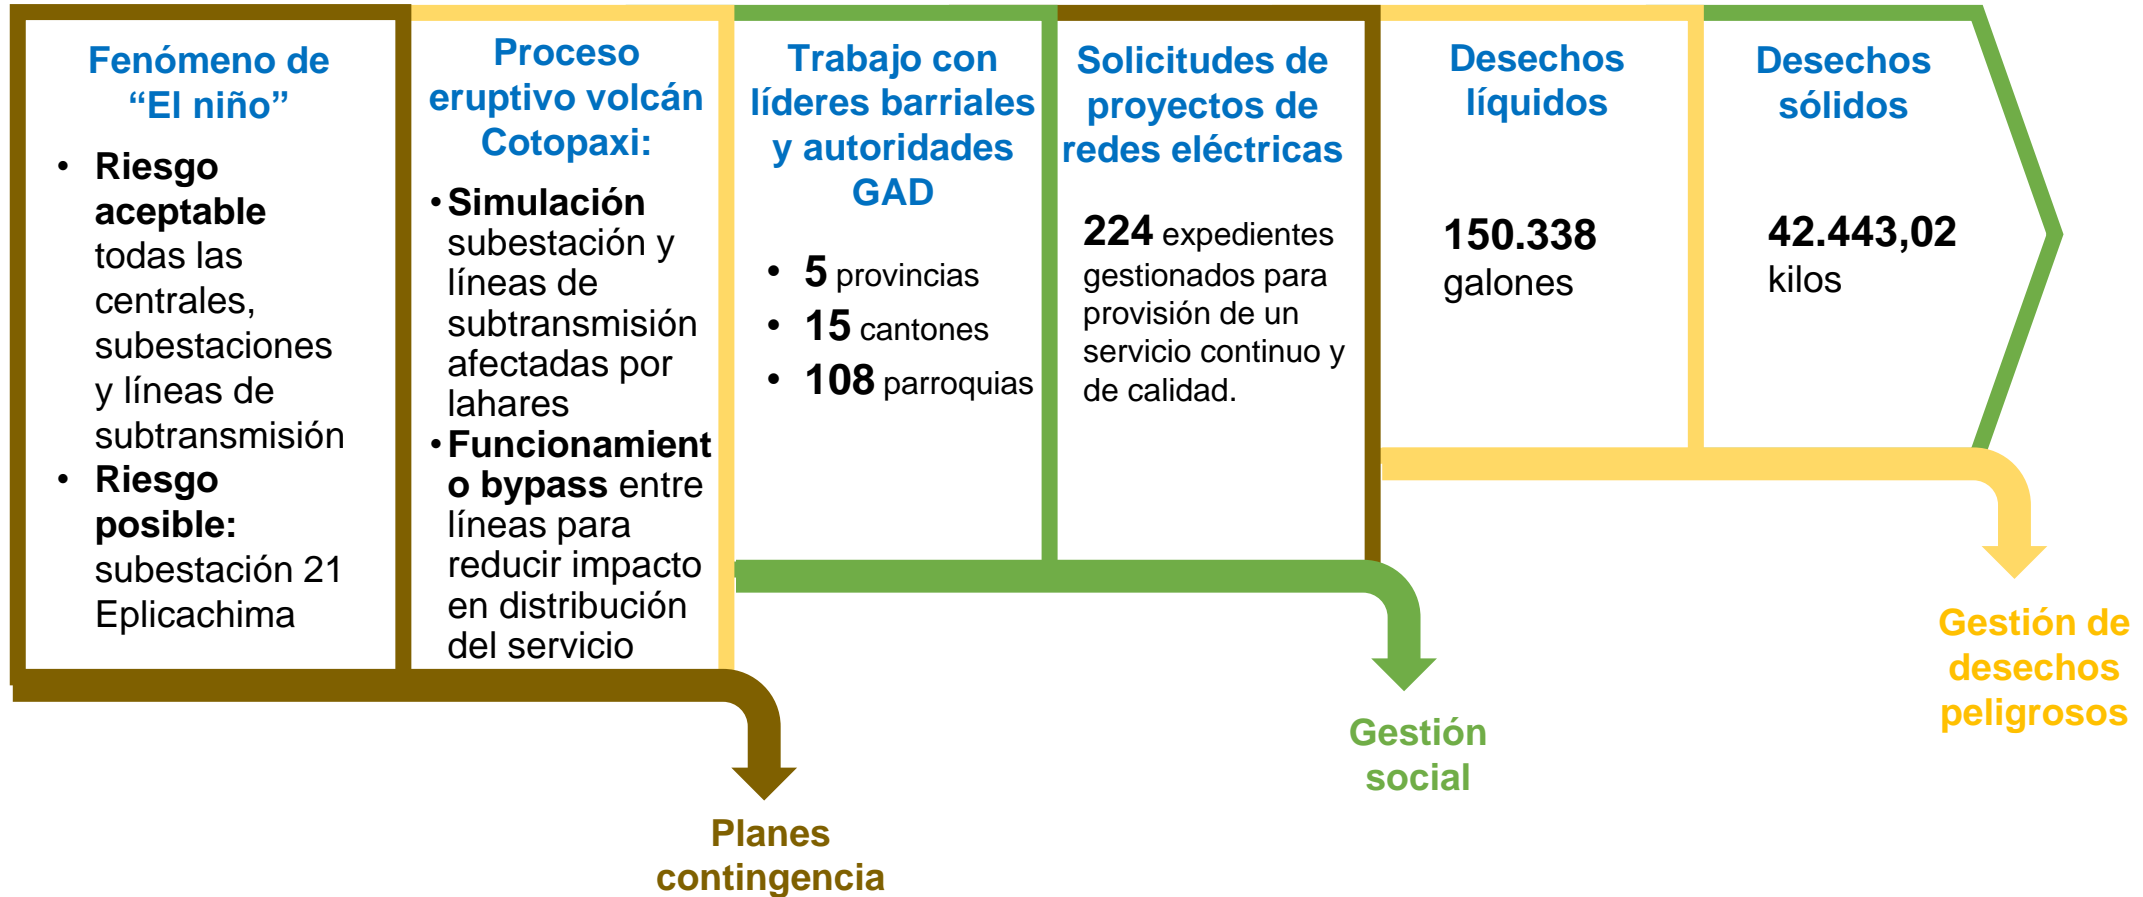 Fenómeno de
“El niño”
• Riesgo
aceptable
todas las
centrales,
subestaciones
y líneas de
subtransmisión
• Riesgo
posible:
subestación 21
Eplicachima
Proceso
eruptivo volcán
Cotopaxi:
• Simulación
subestación y
líneas de
subtransmisión
afectadas por
lahares
• Funcionamient
o bypass entre
líneas para
reducir impacto
en distribución
del servicio
Trabajo con
líderes barriales
y autoridades
GAD
• 5 provincias
• 15 cantones
• 108 parroquias
Solicitudes de
proyectos de
redes eléctricas
224 expedientes
gestionados para
provisión de un
servicio continuo y
de calidad.
Desechos
líquidos
150.338
galones
Desechos
sólidos
42.443,02
kilos
Gestión de
desechos
peligrosos
Gestión
social
Planes
contingencia